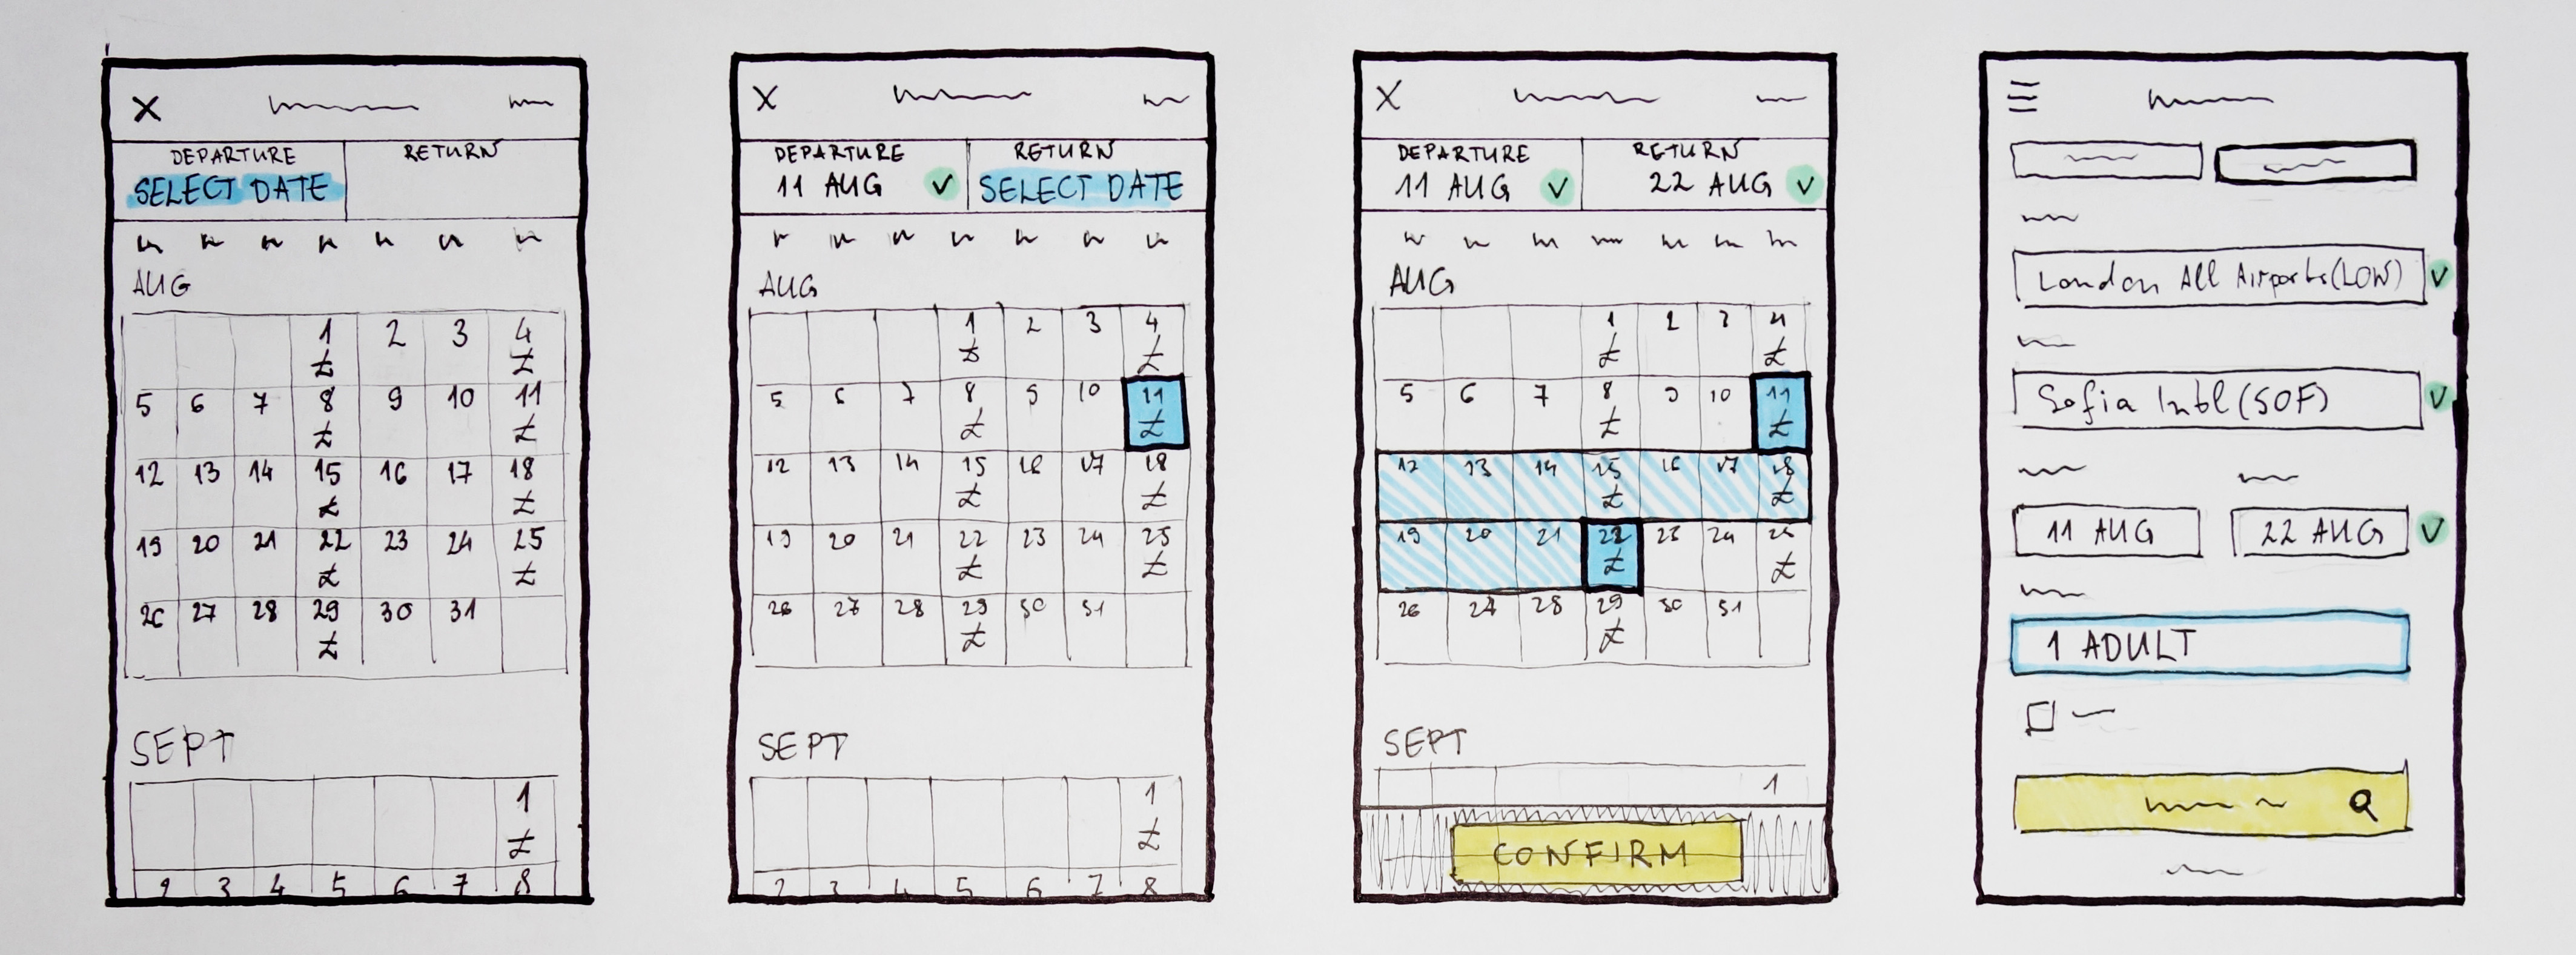 X
DEPARTURE RETURN
SELECT DATE
AUG
1 2 3 4
£ £
5 6 7 8 9 10 11
£ £
12 13 14 15 16 17 18
£ £
19 20 21 22 23 24 25
£ £
26 27 28 29 30 31
£
SEPT
1
£
2 3 4 5 6 7 8
X
DEPARTURE RETURN
11 AUG SELECT DATE
AUG
1 2 3 4
£ £
5 6 7 8 9 10 11
£ £
12 13 14 15 16 17 18
£ £
19 20 21 22 23 24 25
£ £
26 27 28 29 30 31
£
SEPT
1
£
2 3 4 5 6 7 8
X
DEPARTURE RETURN
11 AUG 22 AUG
AUG
1 2 3 4
£ £
5 6 7 8 9 10 11
£ £
12 13 14 15 16 17 18
£ £
19 20 21 22 23 24 25
£ £
26 27 28 29 30 31
£
SEPT
1
CONFIRM
London All Airports (LOW)
Sofia Intl (SOF)
11 AUG 22 AUG
1 ADULT